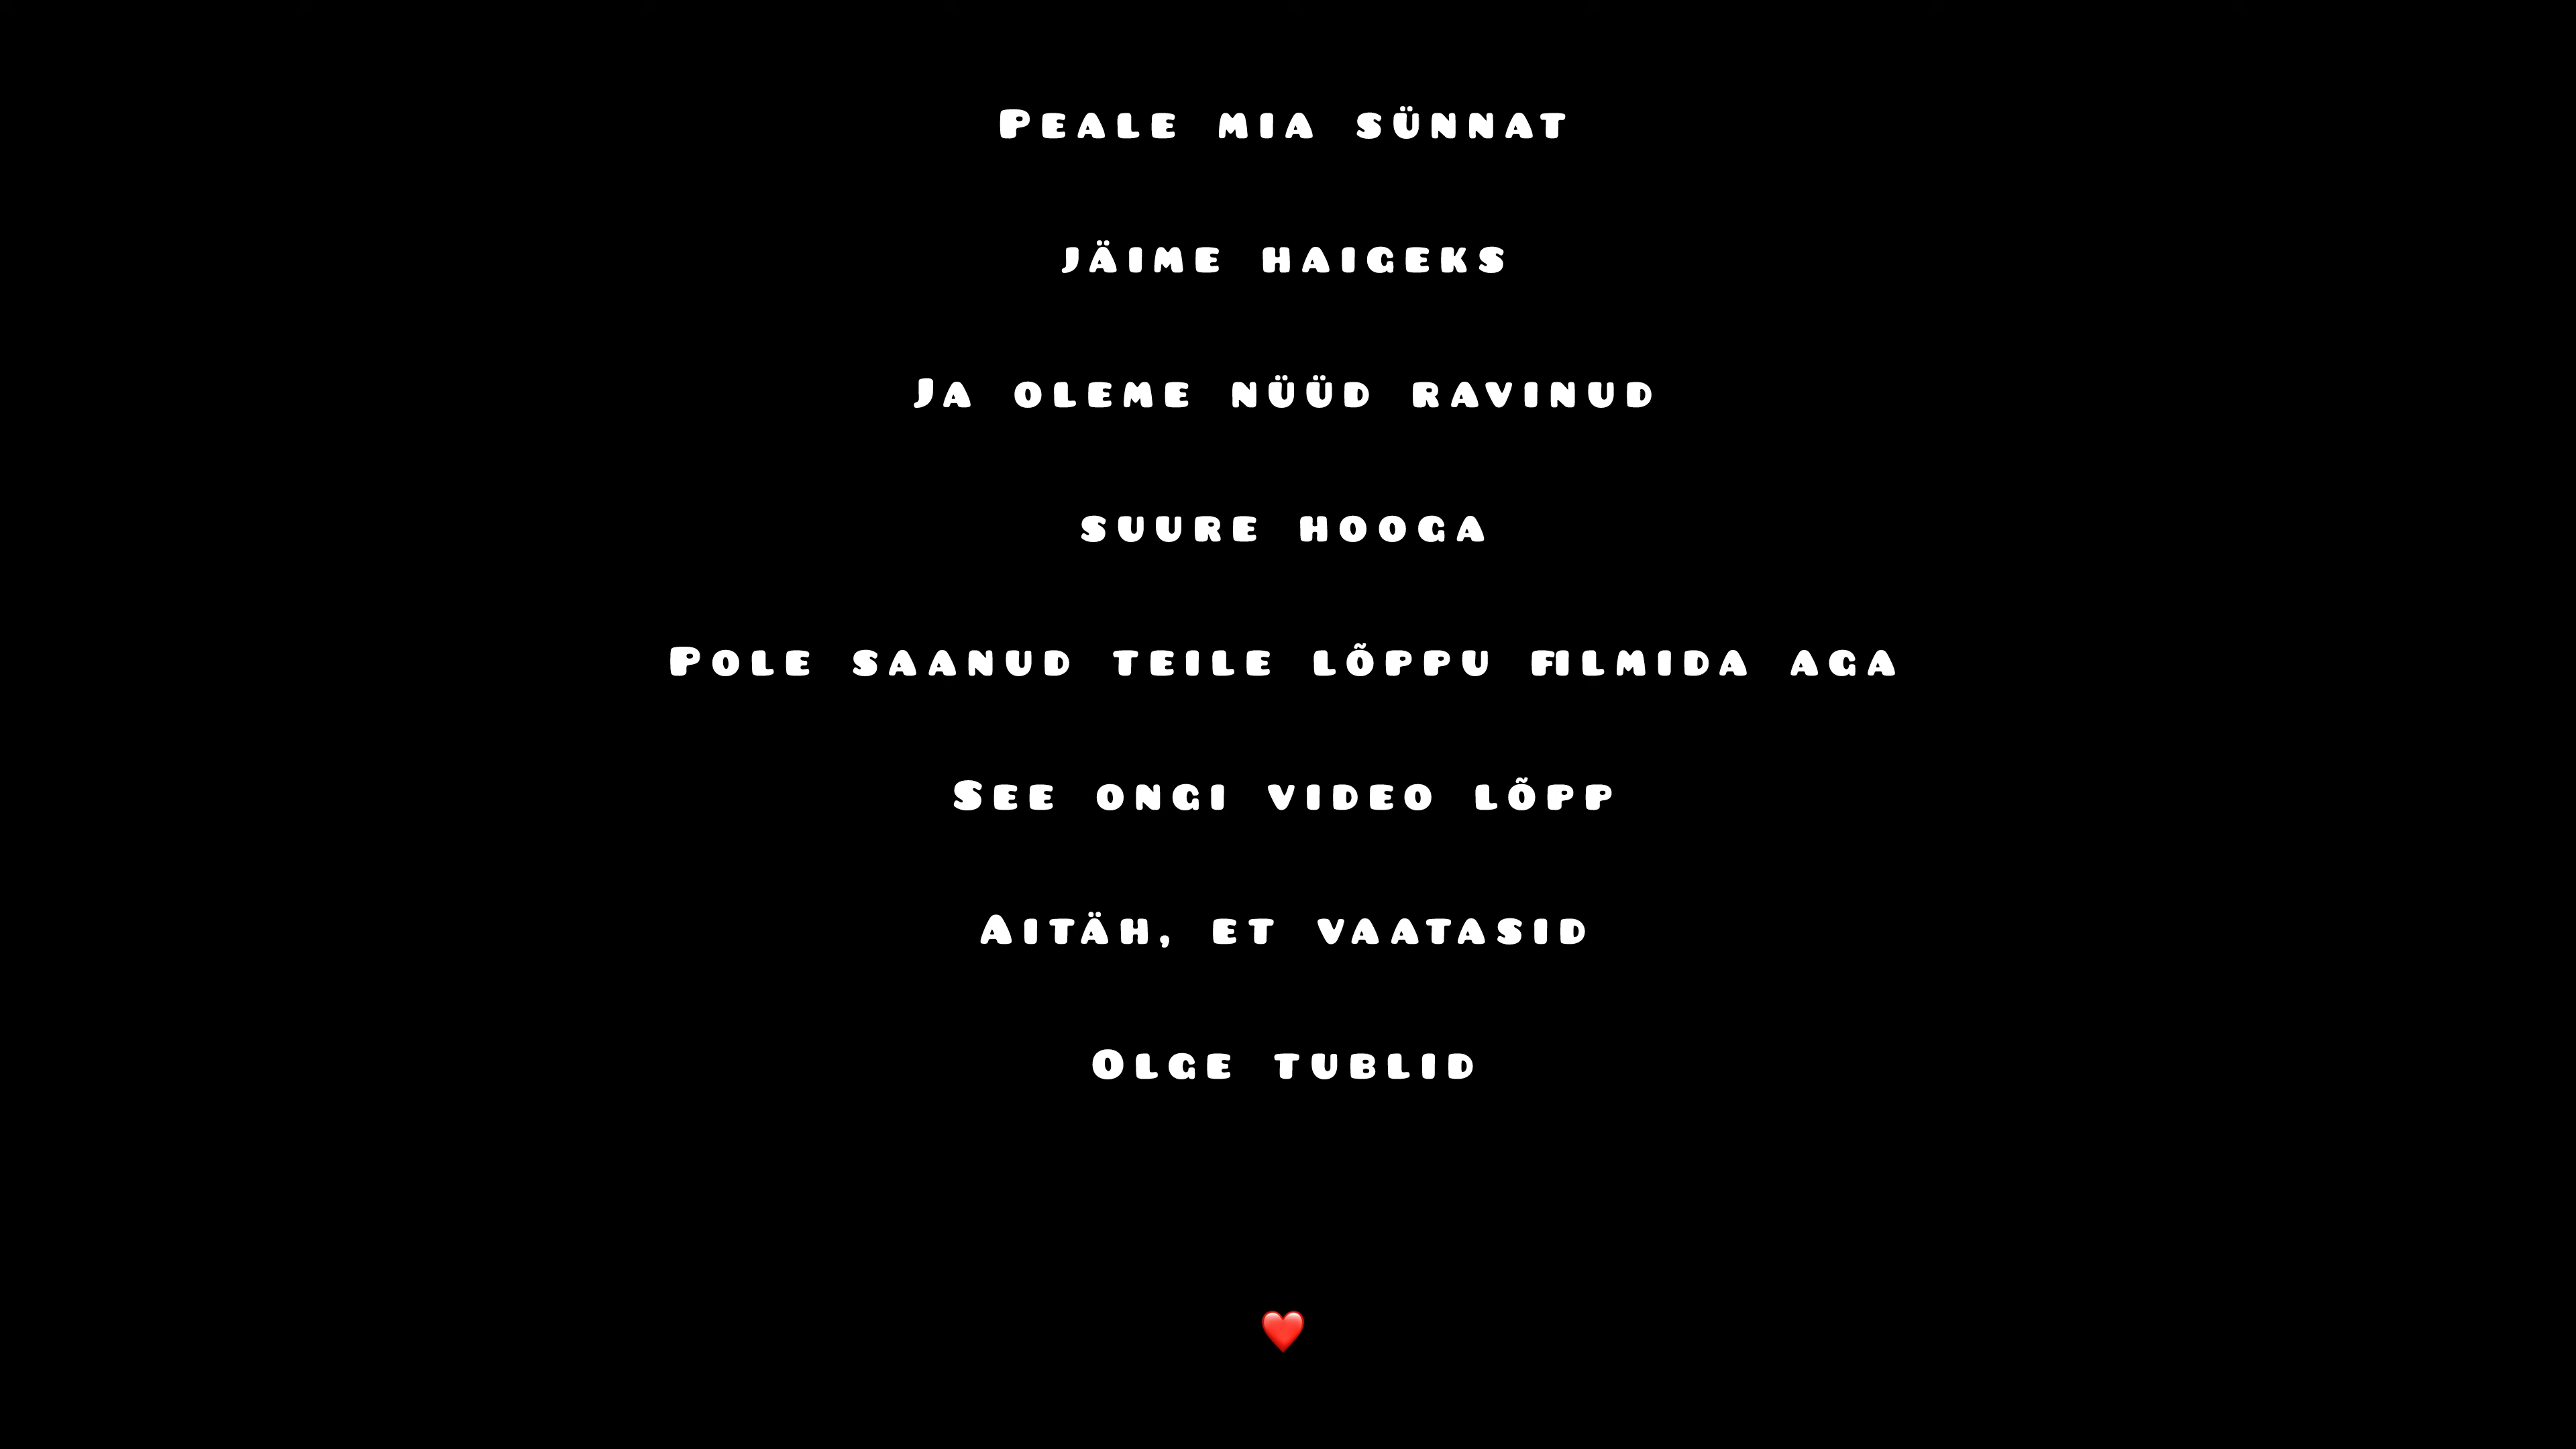 Peale mia sünnat
jäime haigeks
Ja oleme nüüd ravinud
suure hooga
Pole saanud teile lõppu filmida aga
See ongi video lõpp
Aitäh, et vaatasid
Olge tublid
❤️